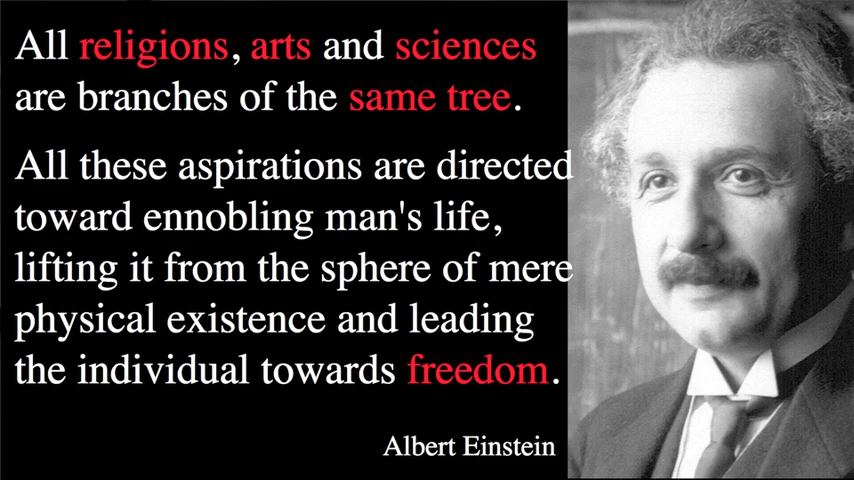 All religions, arts and sciences
are branches of the same tree.
All these aspirations are directed
toward ennobling man's life,
lifting it from the sphere of mere
physical existence and leading
the individual towards freedom.
Albert Einstein